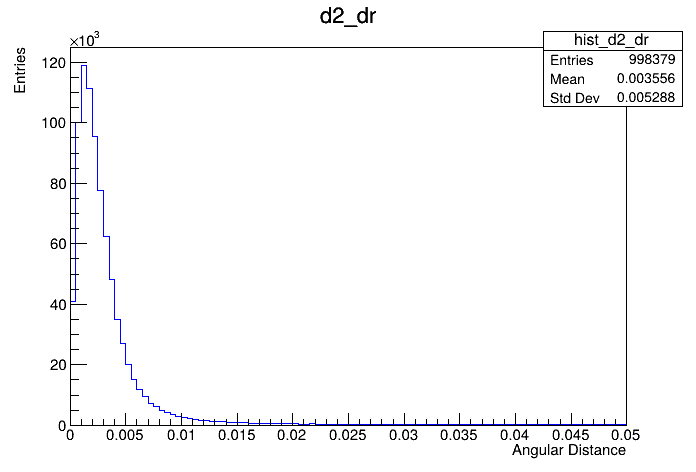 d2_dr
×10³
hist_d2_dr
Entries 998379
Mean 0.003556
Std Dev 0.005288
Entries
120
100
80
60
40
20
0
0 0.005 0.01 0.015 0.02 0.025 0.03 0.035 0.04 0.045 0.05
Angular Distance